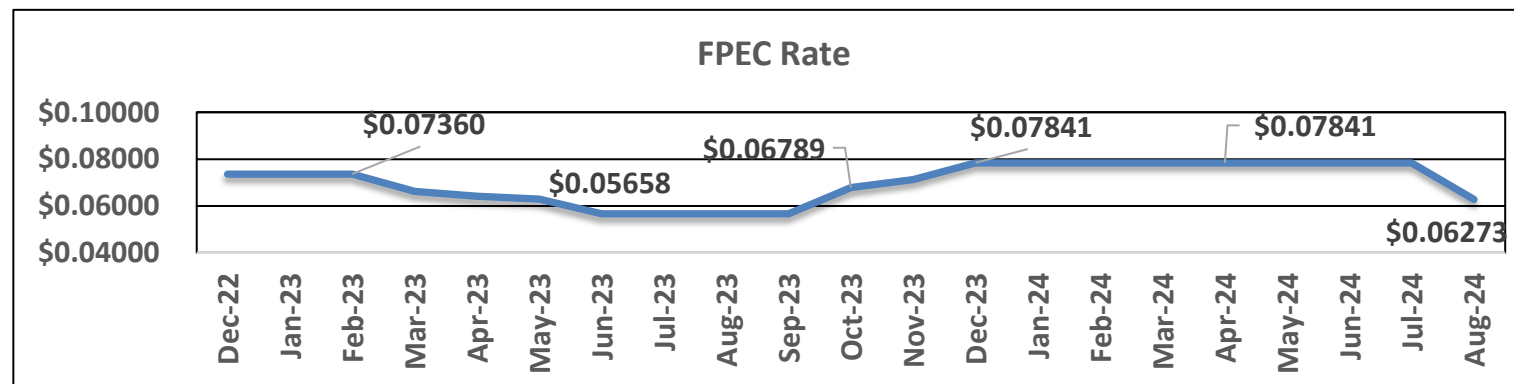 FPEC Rate
$0.10000
$0.08000
$0.06000
$0.04000
$0.07360
$0.05658
$0.06789
$0.07841
$0.07841
$0.06273
Dec-22
Jan-23
Feb-23
Mar-23
Apr-23
May-23
Jun-23
Jul-23
Aug-23
Sep-23
Oct-23
Nov-23
Dec-23
Jan-24
Feb-24
Mar-24
Apr-24
May-24
Jun-24
Jul-24
Aug-24